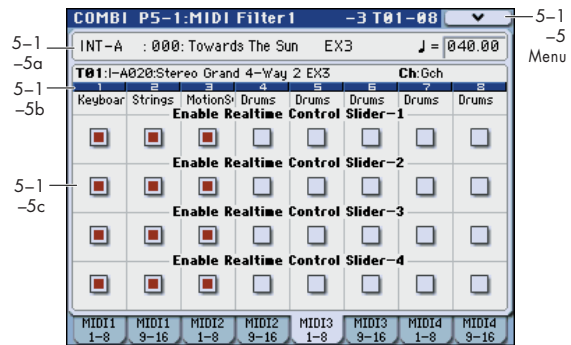 COMBI P5-1:MIDI Filter1 -3 T01-08
5-1
-5
Menu
5-1
-5a
INT-A : 000: Towards The Sun EX3 ♩= 040.00
T01:I-A020:Stereo Grand 4-Way 2 EX3 Ch:Gch
5-1
-5b
1 2 3 4 5 6 7 8
Keyboar Strings MotionS Drums Drums Drums Drums Drums
Enable Realtime Control Slider-1
Enable Realtime Control Slider-2
5-1
-5c
Enable Realtime Control Slider-3
Enable Realtime Control Slider-4
MIDI1 1-8 MIDI1 9-16 MIDI2 1-8 MIDI2 9-16 MIDI3 1-8 MIDI3 9-16 MIDI4 1-8 MIDI4 9-16